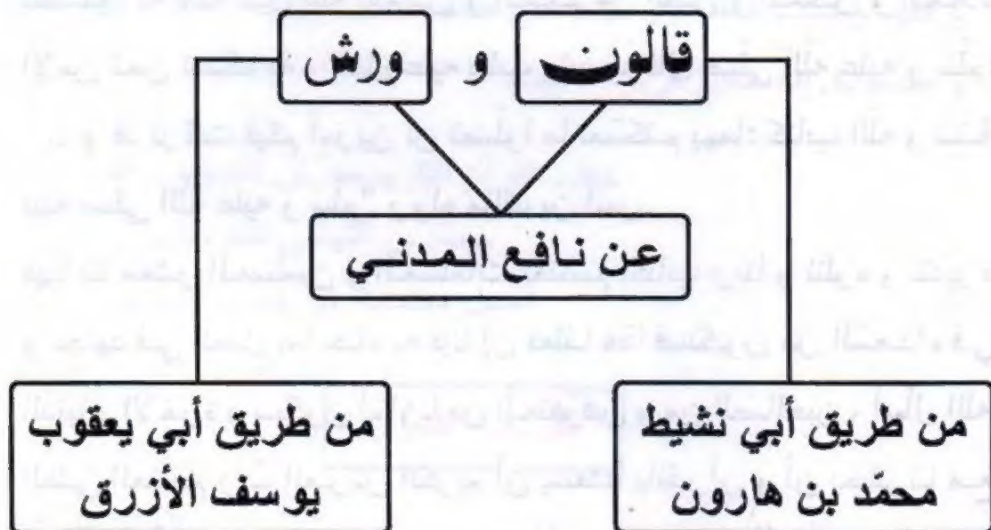 قالون و ورش
عن نافع المدني
من طريق أبي نشيط
محمّد بن هارون
من طريق أبي يعقوب
يوسف الأزرق